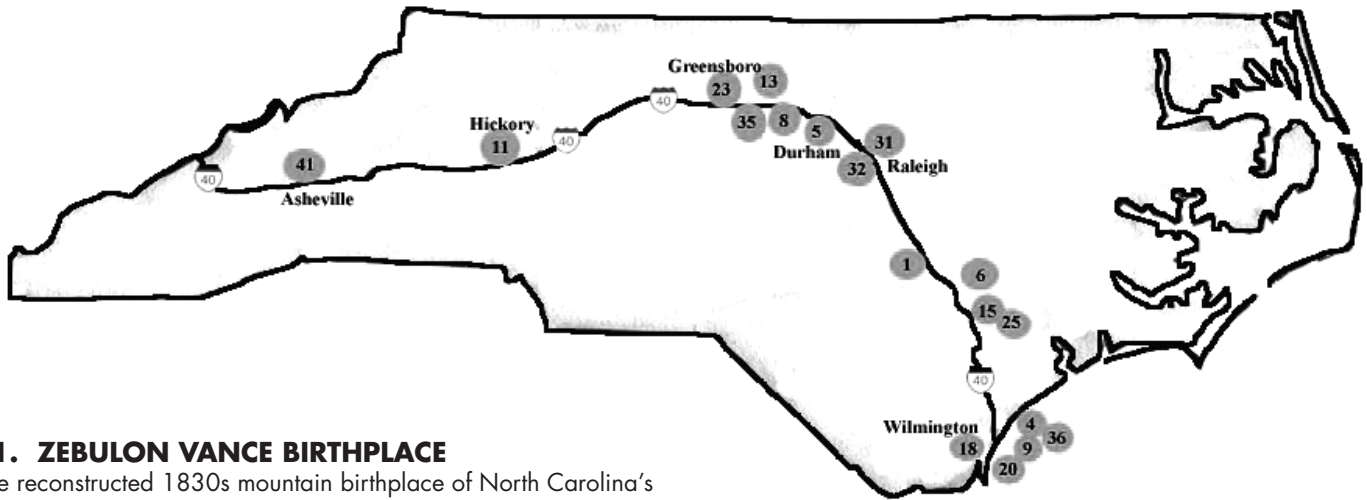 Greensboro
13
23
40
35
8
5
Durham
31
32
Raleigh
Hickory
11
40
41
40
Asheville
1
6
15
25
40
Wilmington
18
4
36
9
20
1. ZEBULON VANCE BIRTHPLACE
e reconstructed 1830s mountain birthplace of North Carolina's